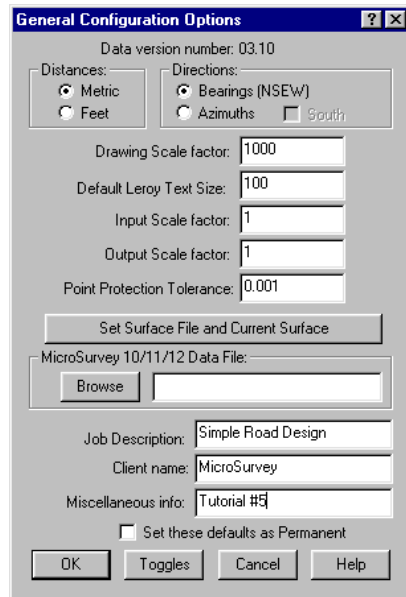 General Configuration Options
Data version number: 03.10
Distances:
Metric
Feet
Directions:
Bearings (NSEW)
Azimuths South
Drawing Scale factor: 1000
Default Leroy Text Size: 100
Input Scale factor: 1
Output Scale factor: 1
Point Protection Tolerance: 0.001
Set Surface File and Current Surface
MicroSurvey 10/11/12 Data File:
Browse
Job Description: Simple Road Design
Client name: MicroSurvey
Miscellaneous info: Tutorial #5
Set these defaults as Permanent
OK Toggles Cancel Help